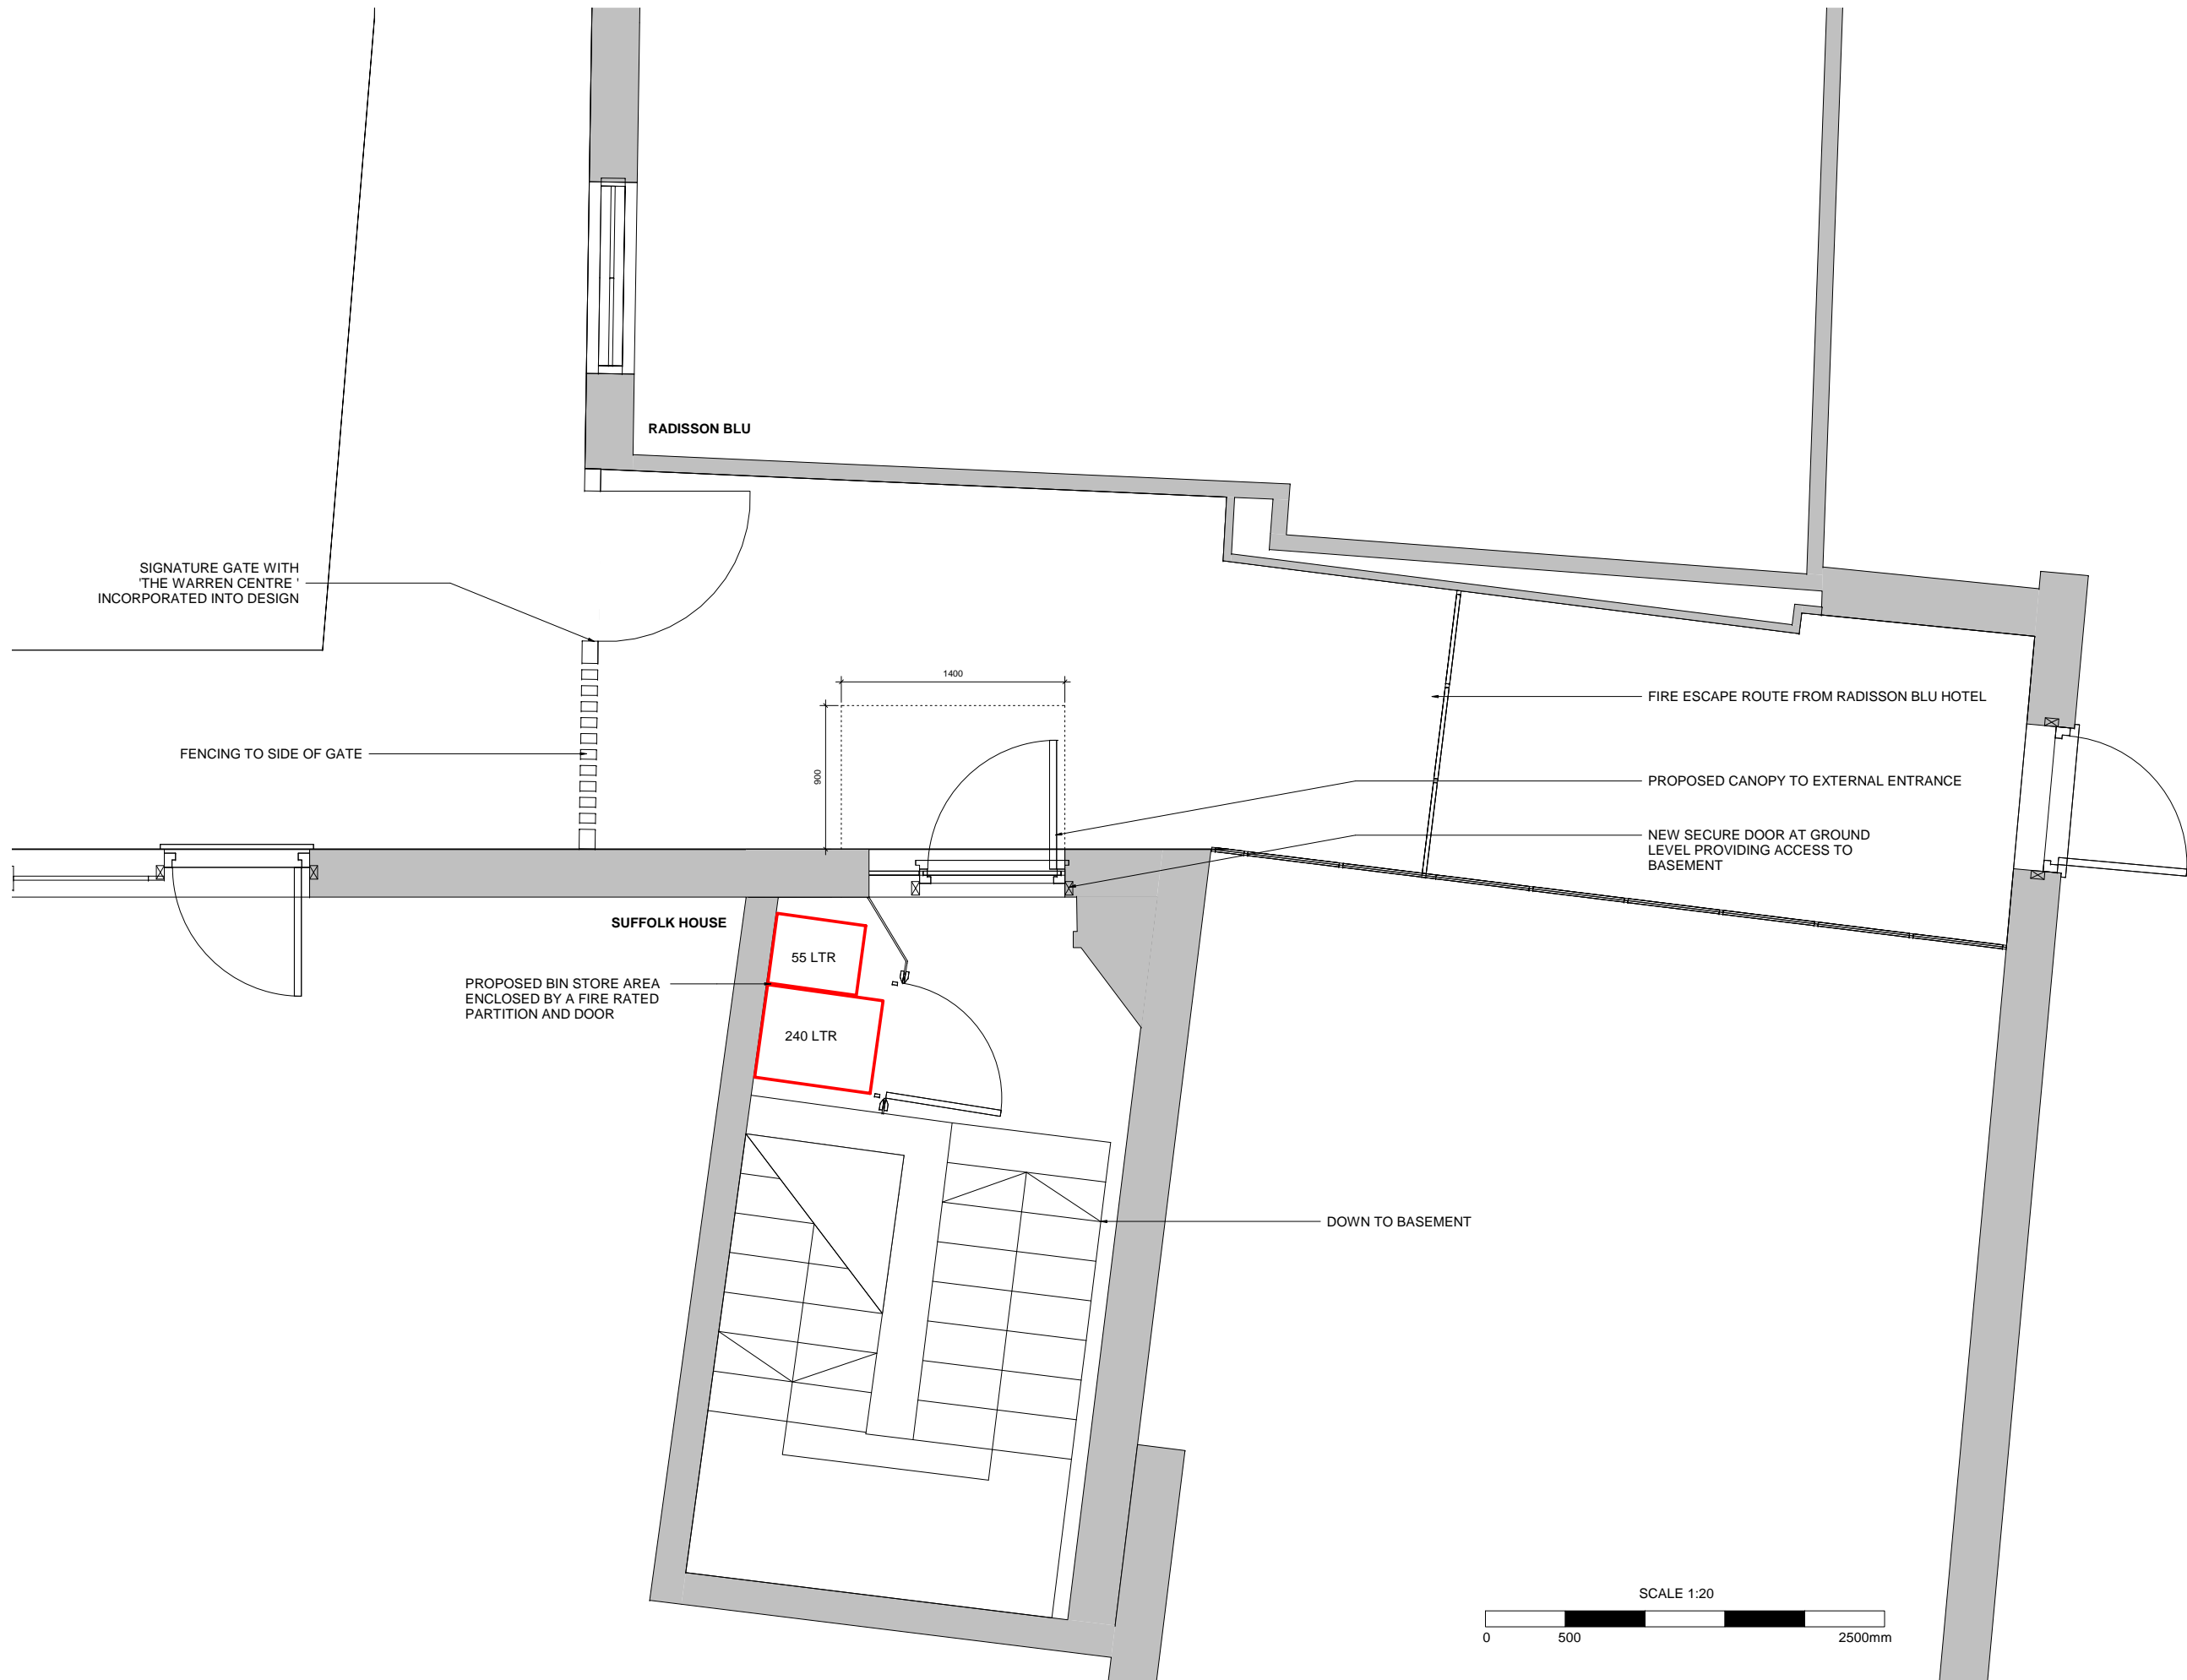 RADISSON BLU
SIGNATURE GATE WITH
'THE WARREN CENTRE '
INCORPORATED INTO DESIGN
1400
FIRE ESCAPE ROUTE FROM RADISSON BLU HOTEL
FENCING TO SIDE OF GATE
900
PROPOSED CANOPY TO EXTERNAL ENTRANCE
NEW SECURE DOOR AT GROUND
LEVEL PROVIDING ACCESS TO
BASEMENT
SUFFOLK HOUSE
55 LTR
PROPOSED BIN STORE AREA
ENCLOSED BY A FIRE RATED
PARTITION AND DOOR
240 LTR
DOWN TO BASEMENT
SCALE 1:20
0 500 2500mm